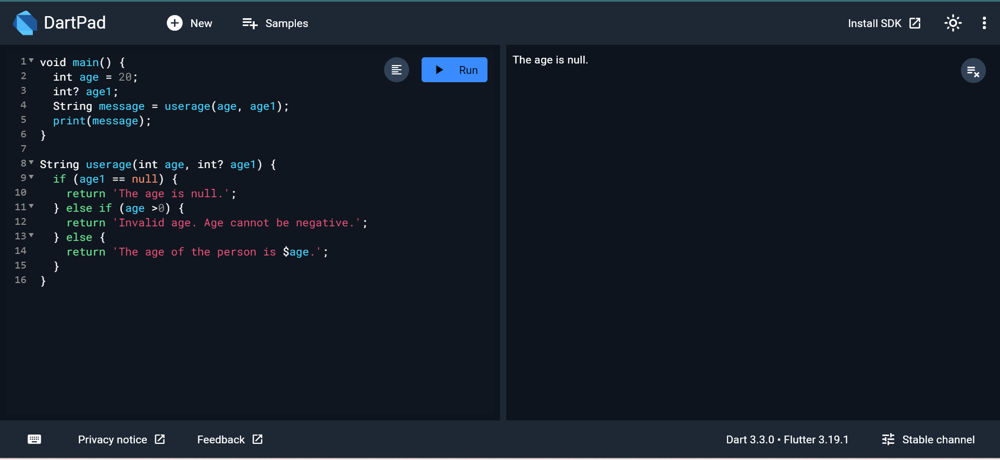 DartPad
New
Samples
Install SDK
1 void main() {
2 int age = 20;
3 int? age1;
4 String message = userage(age, age1);
5 print(message);
6 }
7
8 String userage(int age, int? age1) {
9 if (age1 == null) {
10 return 'The age is null.';
11 } else if (age >0) {
12 return 'Invalid age. Age cannot be negative.';
13 } else {
14 return 'The age of the person is $age.';
15 }
16 }
Run
The age is null.
Privacy notice
Feedback
Dart 3.3.0 • Flutter 3.19.1
Stable channel